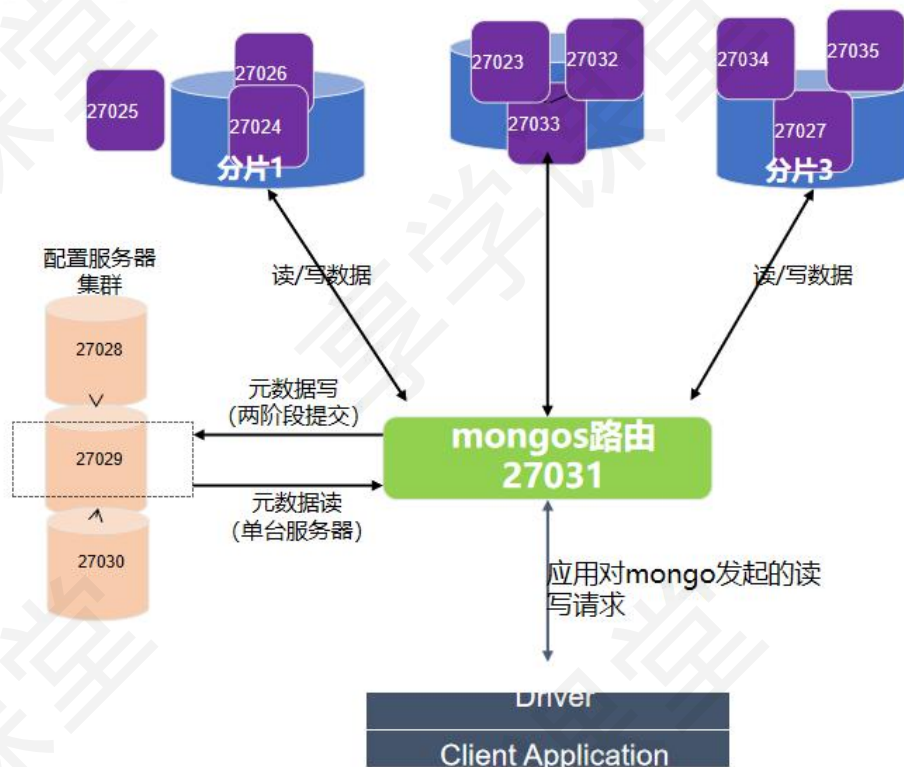 27025
27026
27024
分片1
27023
27032
27033
27034
27035
27027
分片3
读/写数据
读/写数据
配置服务器
集群
27028
27029
27030
元数据写
(两阶段提交)
元数据读
(单台服务器)
mongos路由
27031
应用对mongo发起的读
写请求
Driver
Client Application
享学课堂